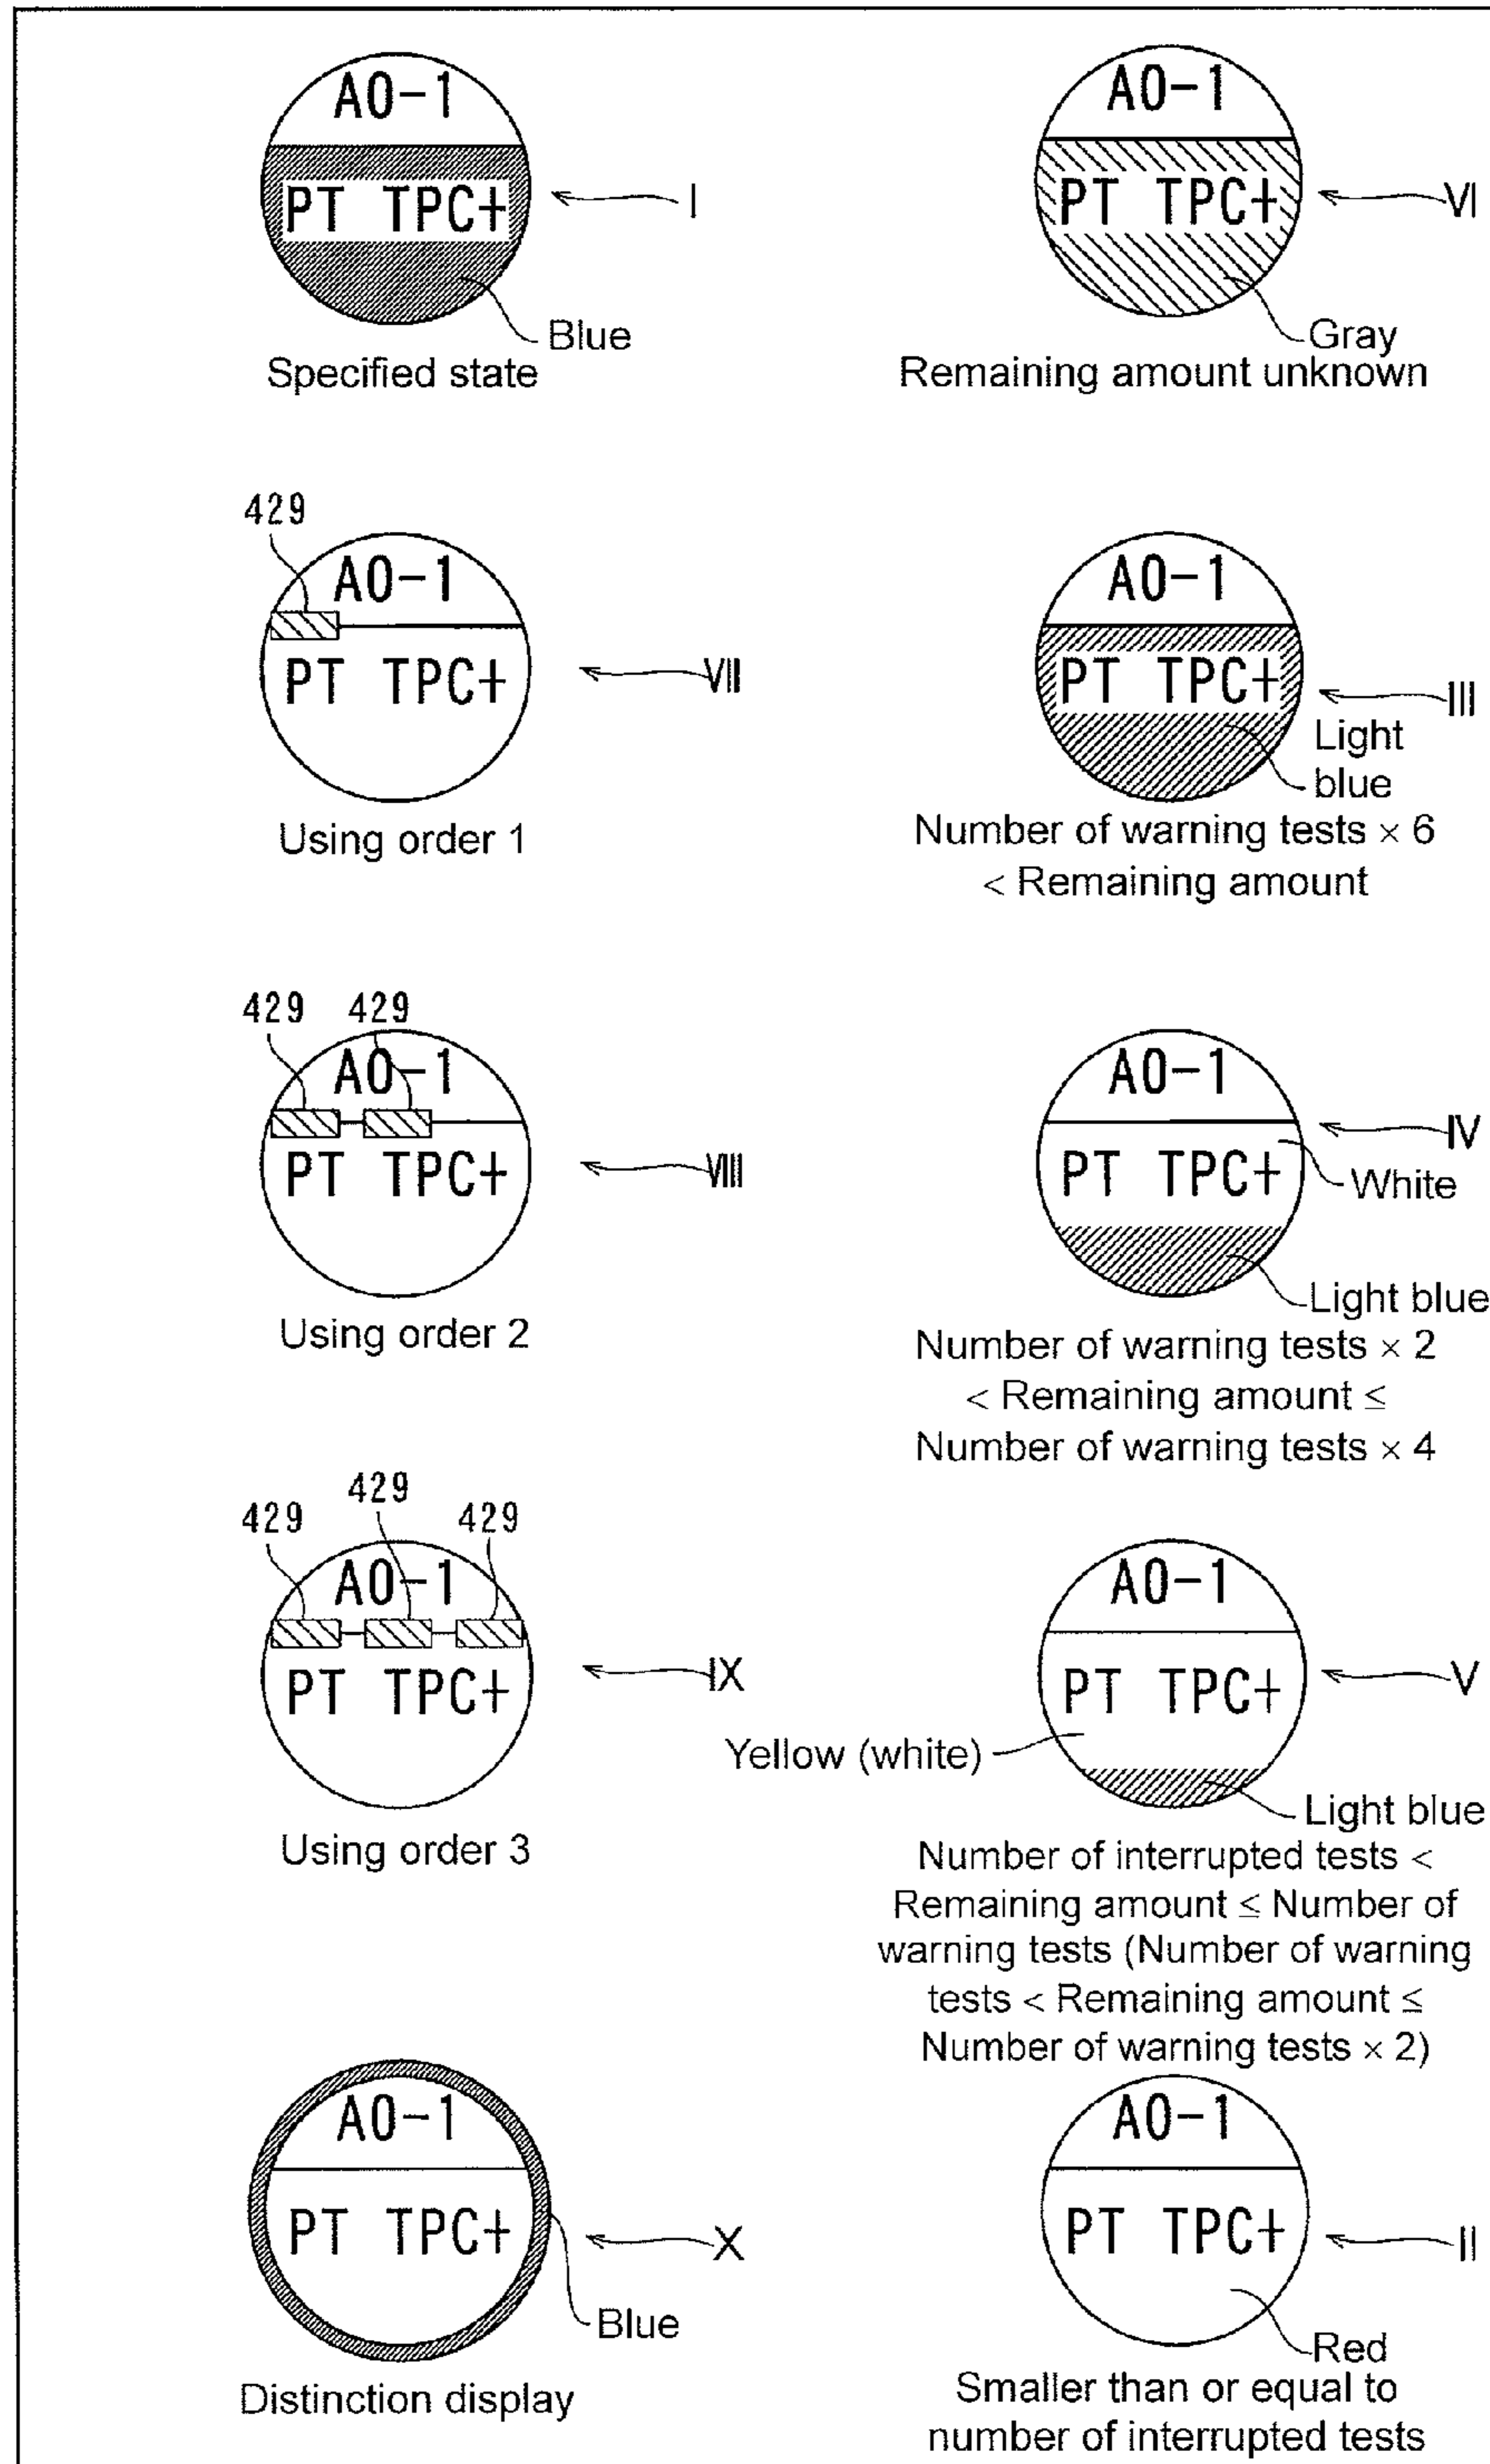 A0-1
PT TPC+
I
Blue
Specified state
A0-1
PT TPC+
VI
Gray
Remaining amount unknown
429
A0-1
PT TPC+
VII
Using order 1
A0-1
PT TPC+
III
Light
blue
Number of warning tests × 6
< Remaining amount
429 429
A0-1
PT TPC+
VIII
Using order 2
A0-1
PT TPC+
IV
White
Light blue
Number of warning tests × 2
< Remaining amount ≤
Number of warning tests × 4
429 429 429
A0-1
PT TPC+
IX
Using order 3
A0-1
PT TPC+
V
Yellow (white)
Light blue
Number of interrupted tests <
Remaining amount ≤ Number of
warning tests (Number of warning
tests < Remaining amount ≤
Number of warning tests × 2)
A0-1
PT TPC+
X
Blue
Distinction display
A0-1
PT TPC+
II
Red
Smaller than or equal to
number of interrupted tests